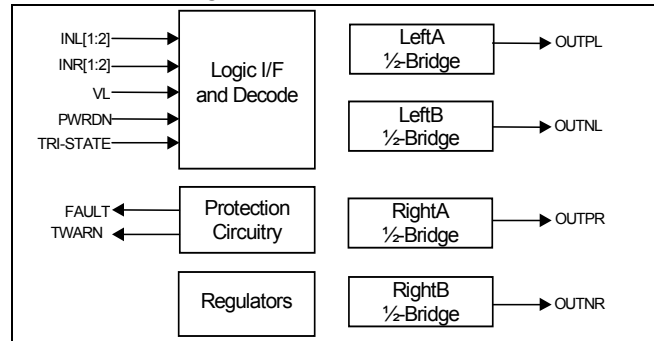 INL[1:2]
INR[1:2]
VL
PWRDN
TRI-STATE
Logic I/F
and Decode
LeftA
½-Bridge
OUTPL
LeftB
½-Bridge
OUTNL
FAULT
TWARN
Protection
Circuitry
RightA
½-Bridge
OUTPR
Regulators
RightB
½-Bridge
OUTNR